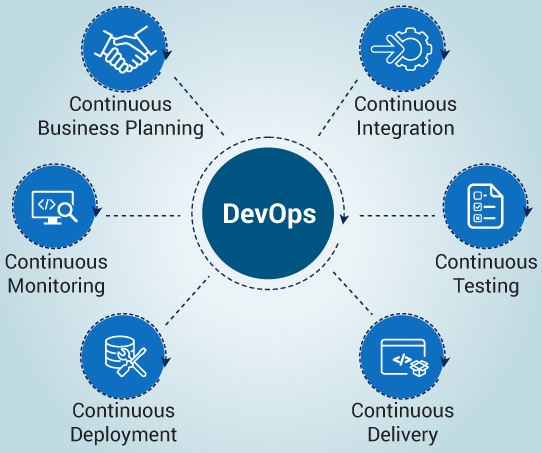 Continuous
Business Planning
Continuous
Integration
DevOps
Continuous
Monitoring
Continuous
Testing
Continuous
Deployment
Continuous
Delivery